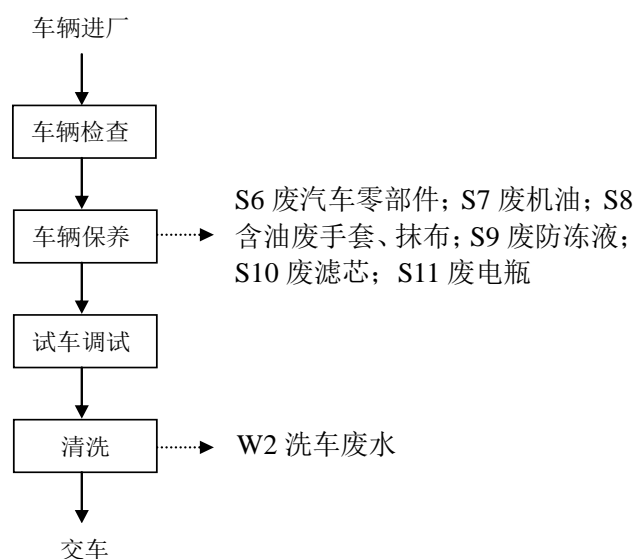 车辆进厂
车辆检查
车辆保养
S6 废汽车零部件；S7 废机油；S8
含油废手套、抹布；S9 废防冻液；
S10 废滤芯；S11 废电瓶
试车调试
清洗
W2 洗车废水
交车